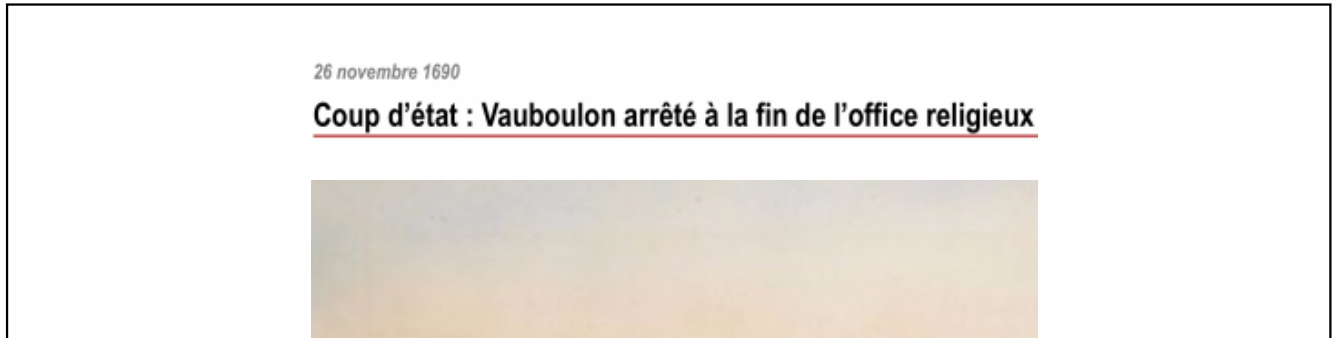 26 novembre 1690
Coup d’état : Vauboulon arrêté à la fin de l’office religieux